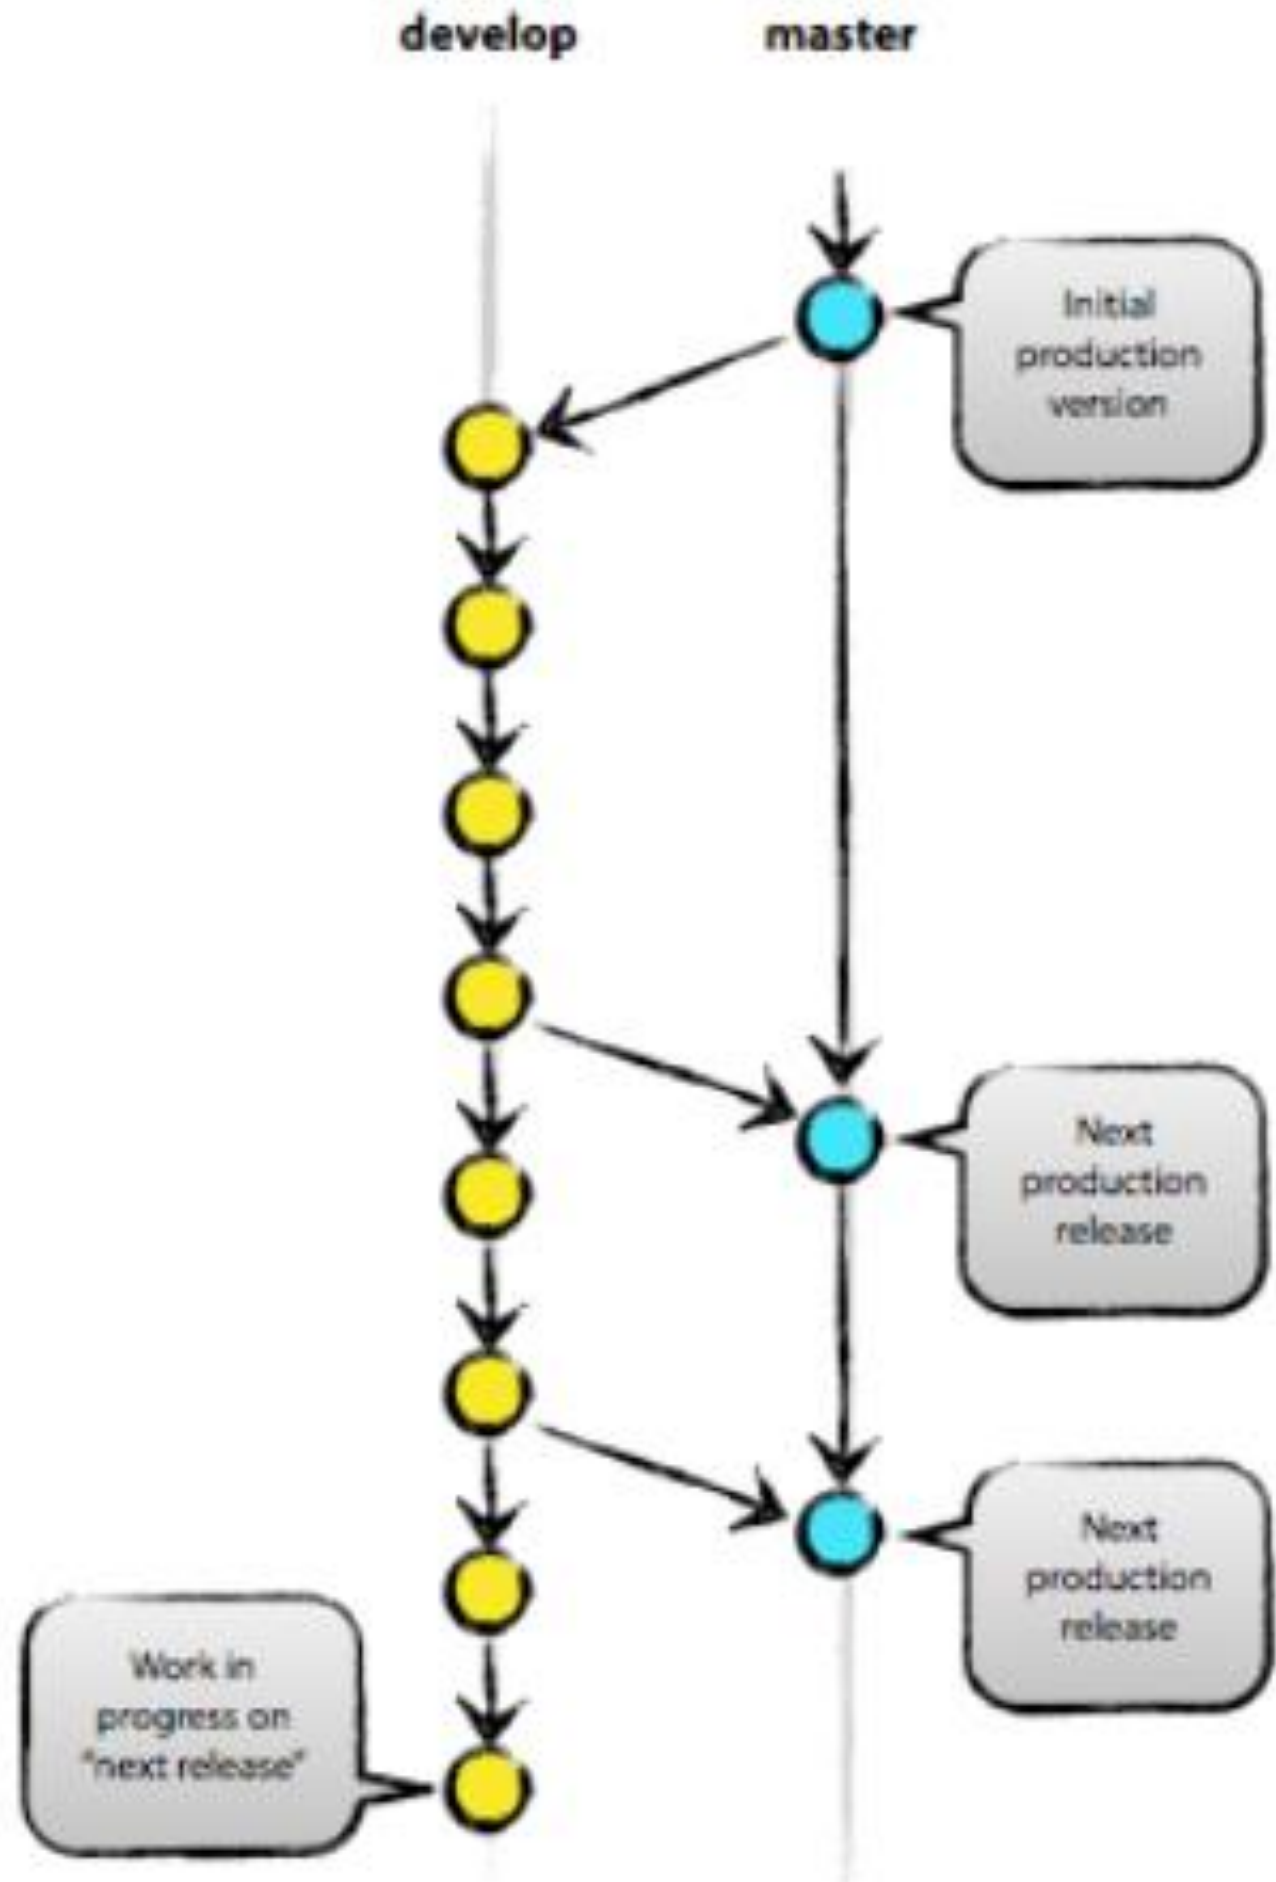 develop master
Initial
production
version
Next
production
release
Next
production
release
Work in
progress on
"next release"